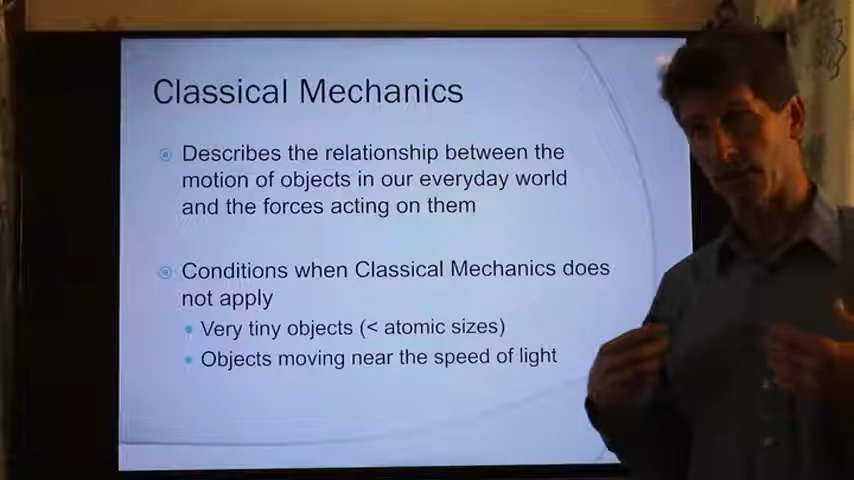 Classical Mechanics
Describes the relationship between the
motion of objects in our everyday world
and the forces acting on them
Conditions when Classical Mechanics does
not apply
Very tiny objects (< atomic sizes)
Objects moving near the speed of light